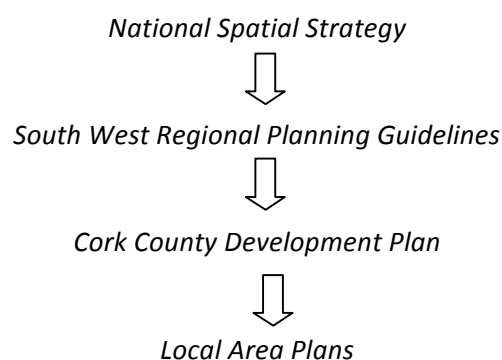 National Spatial Strategy
South West Regional Planning Guidelines
Cork County Development Plan
Local Area Plans